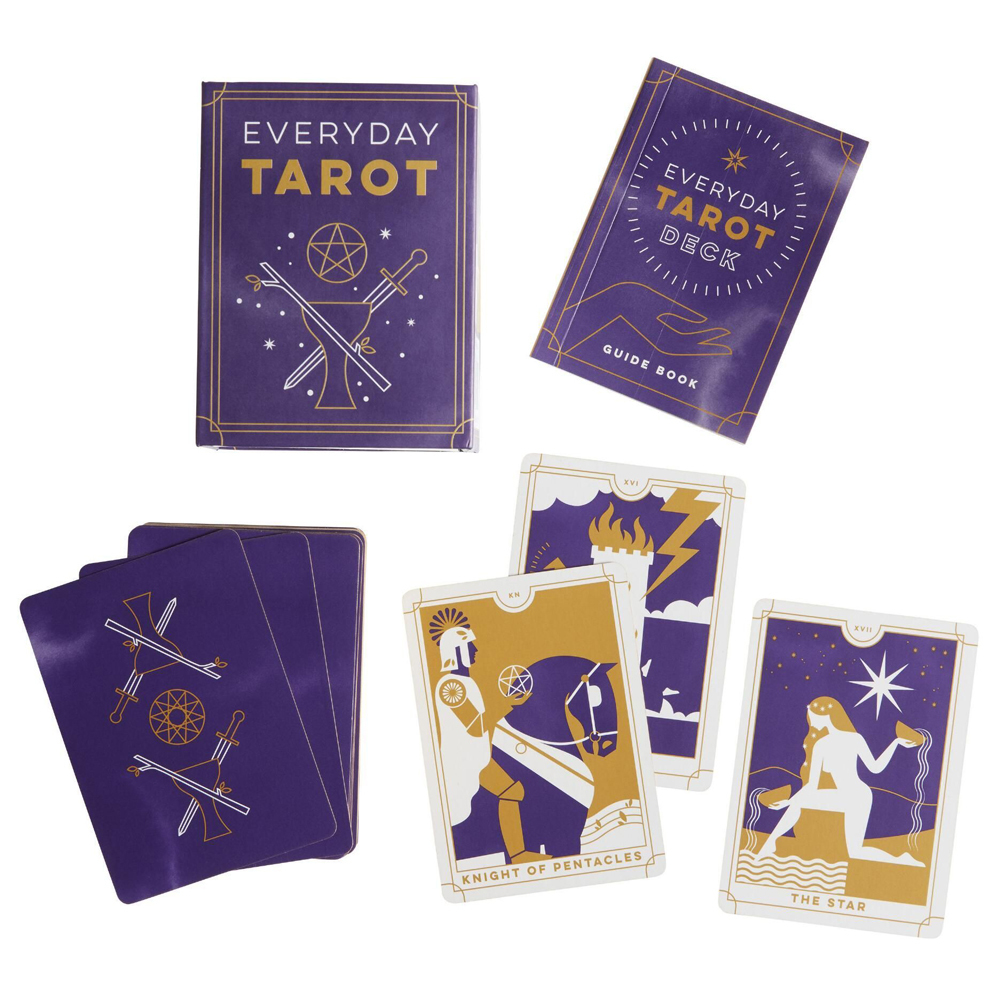 EVERYDAY
TAROT
EVERYDAY
TAROT
DECK
GUIDE BOOK
XVI
KN
KNIGHT OF PENTACLES
XVII
THE STAR